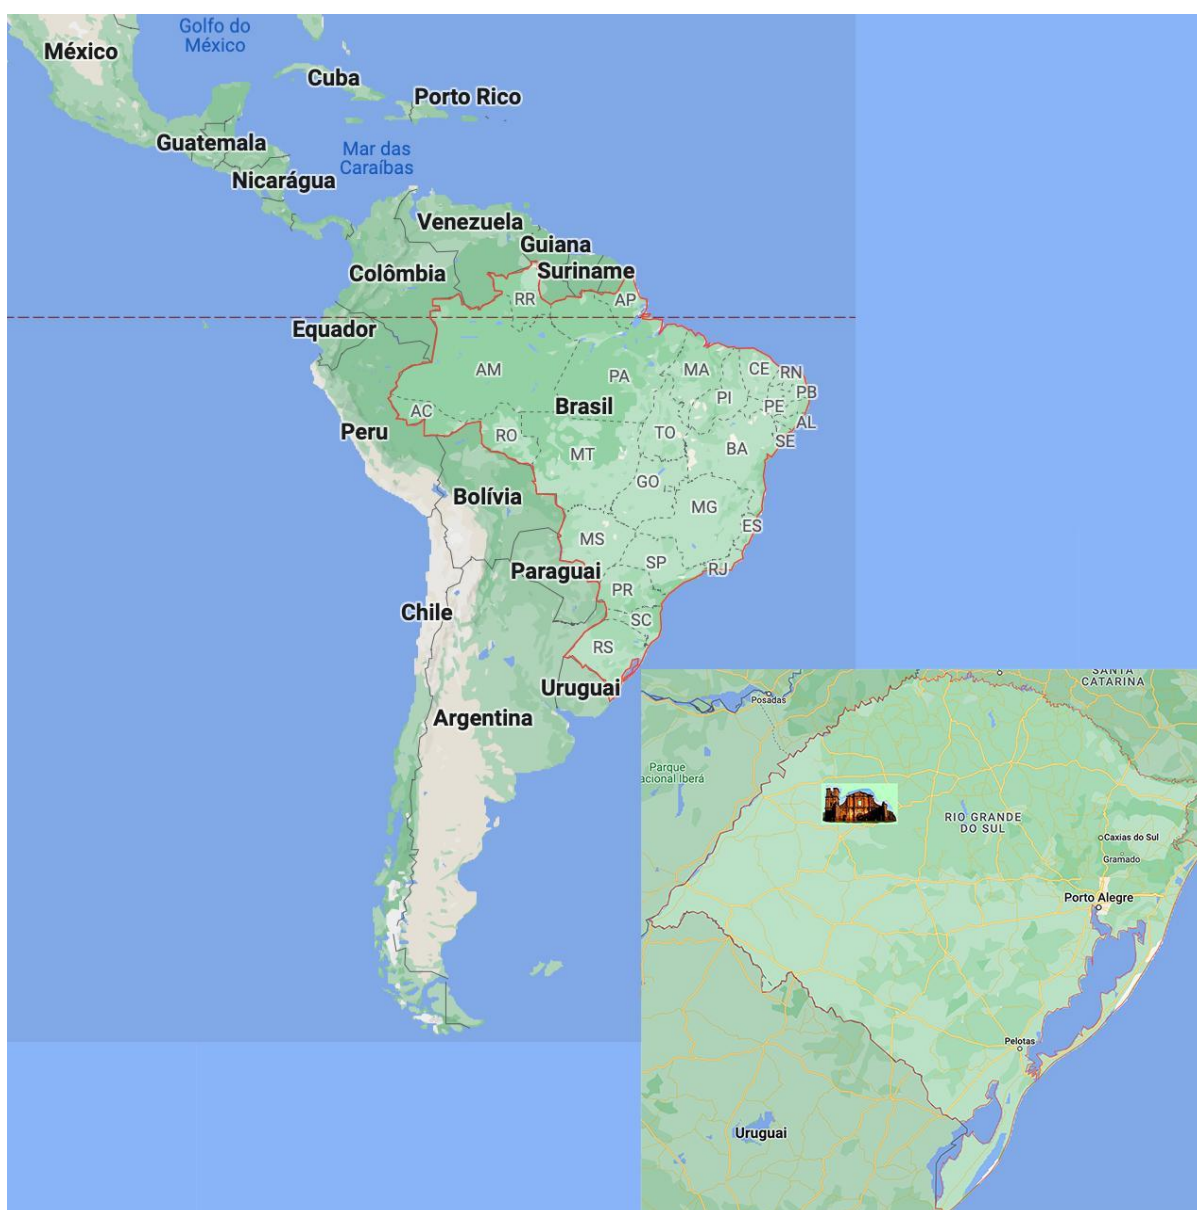 Golfo do
México
México
Cuba
Porto Rico
Guatemala
Mar das
Caraíbas
Nicarágua
Venezuela
Guiana
Colômbia
Suriname
RR
AP
Equador
AM
PA
MA
CE
RN
PI
PB
AC
Brasil
PE
AL
Peru
RO
TO
SE
MT
BA
GO
Bolívia
MG
ES
MS
SP
Paraguai
RJ
PR
Chile
SC
RS
Uruguai
Argentina
SANTA
CATARINA
Posadas
Parque
acional Iberá
RIO GRANDE
DO SUL
Caxias do Sul
Gramado
Porto Alegre
Pelotas
Uruguai